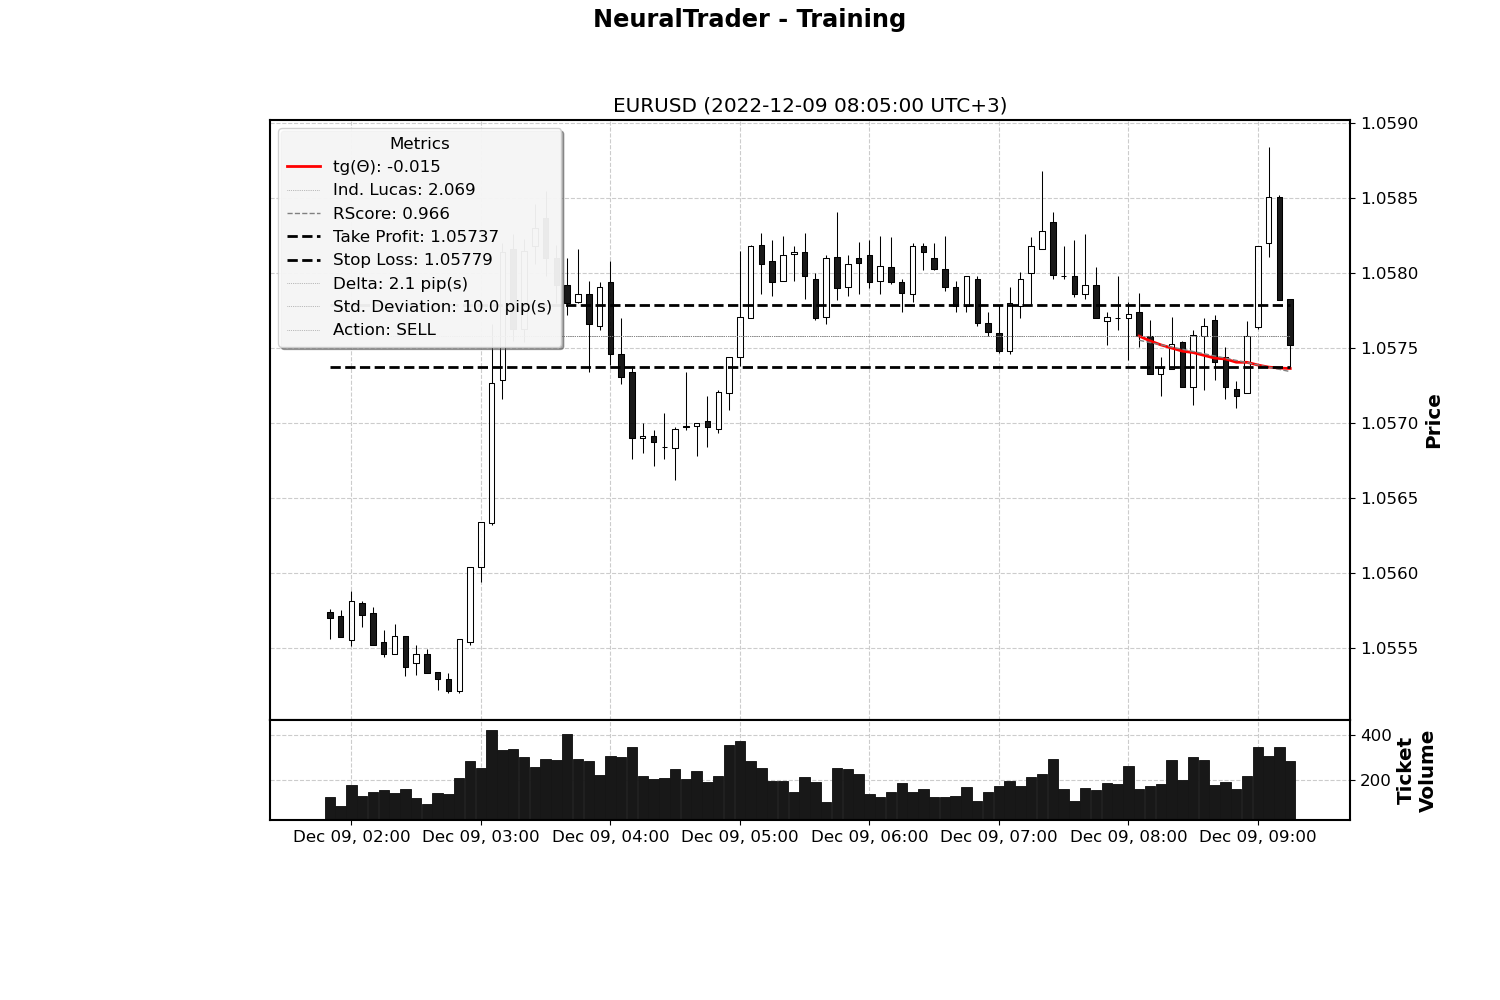 NeuralTrader - Training
EURUSD (2022-12-09 08:05:00 UTC+3)
Metrics
tg(Θ): -0.015
Ind. Lucas: 2.069
RScore: 0.966
Take Profit: 1.05737
Stop Loss: 1.05779
Delta: 2.1 pip(s)
Std. Deviation: 10.0 pip(s)
Action: SELL
1.0590
1.0585
1.0580
1.0575
1.0570
1.0565
1.0560
1.0555
Price
400
200
Ticket
Volume
Dec 09, 02:00 Dec 09, 03:00 Dec 09, 04:00 Dec 09, 05:00 Dec 09, 06:00 Dec 09, 07:00 Dec 09, 08:00 Dec 09, 09:00